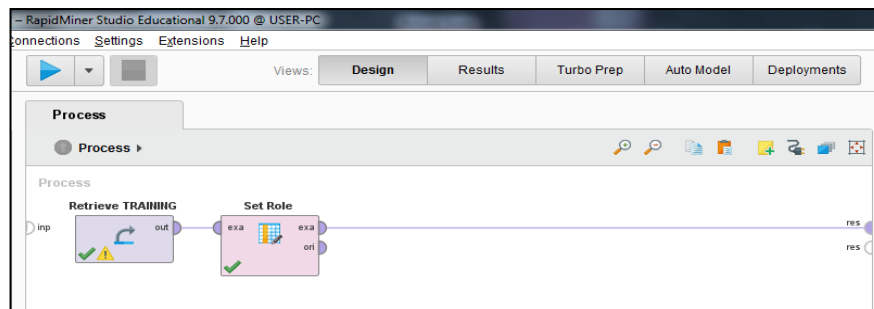 – RapidMiner Studio Educational 9.7.000 @ USER-PC
onnections Settings Extensions Help
Views: Design Results Turbo Prep Auto Model Deployments
Process
Process
Process
Retrieve TRAINING Set Role
inp out exa exa res
ori res